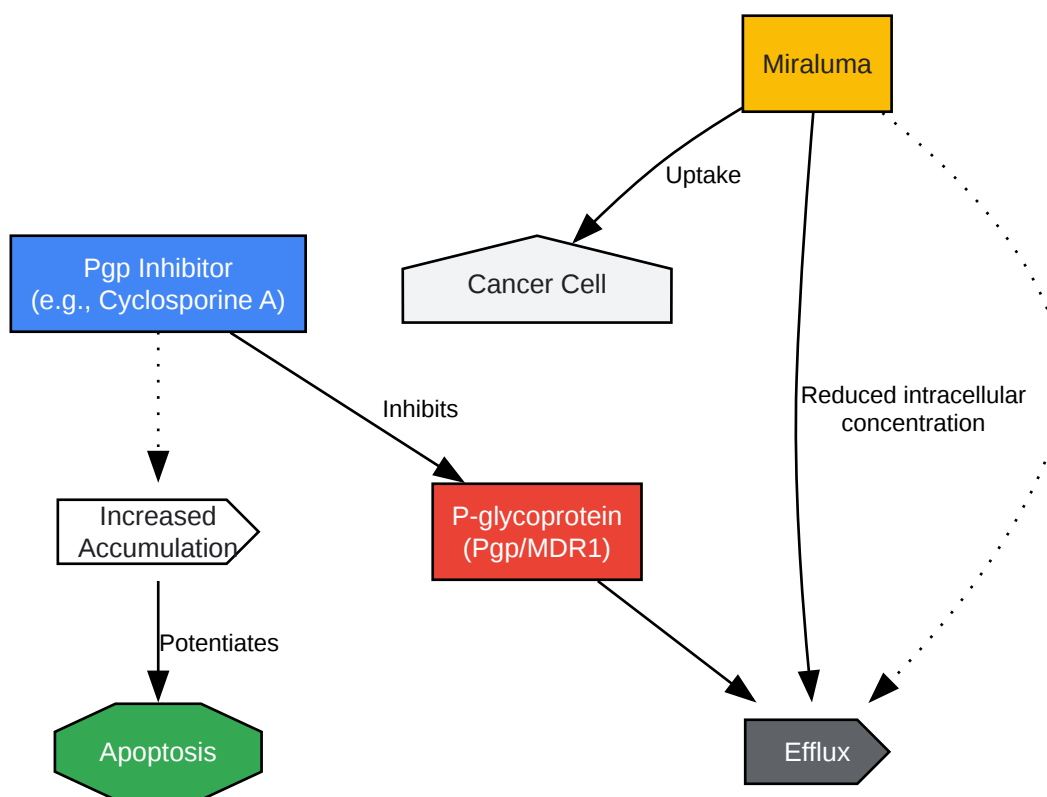 Miraluma
Uptake
Pgp Inhibitor
(e.g., Cyclosporine A)
Cancer Cell
Inhibits
Reduced intracellular
concentration
Increased
Accumulation
P-glycoprotein
(Pgp/MDR1)
Potentiates
Apoptosis
Efflux